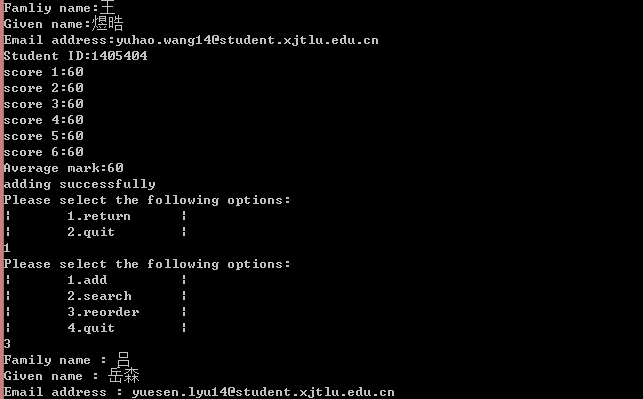 Famliy name:王
Given name:煜晧
Email address:yuhao.wang14@student.xjtlu.edu.cn
Student ID:1405404
score 1:60
score 2:60
score 3:60
score 4:60
score 5:60
score 6:60
Average mark:60
adding successfully
Please select the following options:
¦ 1.return ¦
¦ 2.quit ¦
1
Please select the following options:
¦ 1.add ¦
¦ 2.search ¦
¦ 3.reorder ¦
¦ 4.quit ¦
3
Family name : 吕
Given name : 岳森
Email address : yuesen.lyu14@student.xjtlu.edu.cn